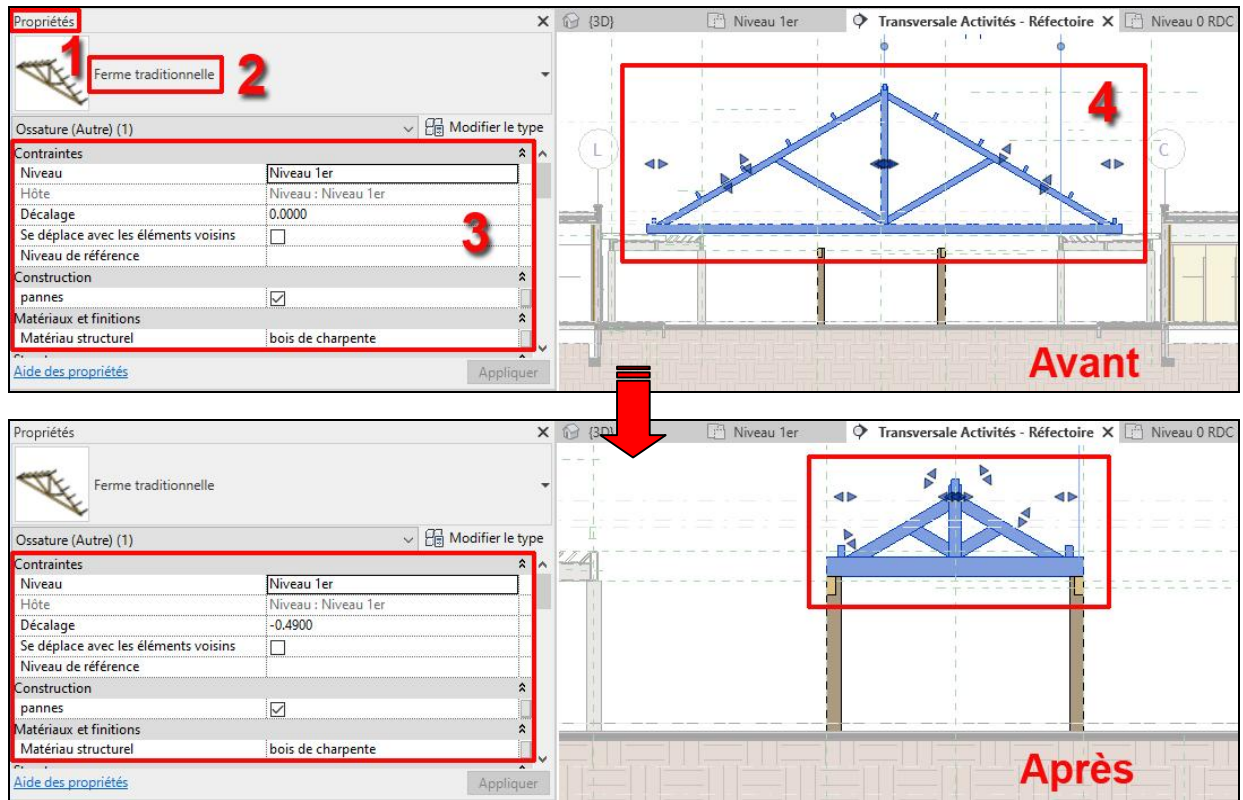 Propriétés
1
Ferme traditionnelle
2
Ossature (Autre) (1)
Modifier le type
Contraintes
Niveau Niveau 1er
Hôte Niveau : Niveau 1er
Décalage 0.0000
Se déplace avec les éléments voisins
Niveau de référence
3
Construction
pannes
Matériaux et finitions
Matériau structurel bois de charpente
Aide des propriétés Appliquer
{3D} Niveau 1er Transversale Activités - Réfectoire Niveau 0 RDC
4
L C
Avant
Propriétés
Ferme traditionnelle
Ossature (Autre) (1)
Modifier le type
Contraintes
Niveau Niveau 1er
Hôte Niveau : Niveau 1er
Décalage -0.4900
Se déplace avec les éléments voisins
Niveau de référence
Construction
pannes
Matériaux et finitions
Matériau structurel bois de charpente
Aide des propriétés Appliquer
{3D} Niveau 1er Transversale Activités - Réfectoire Niveau 0 RDC
Après